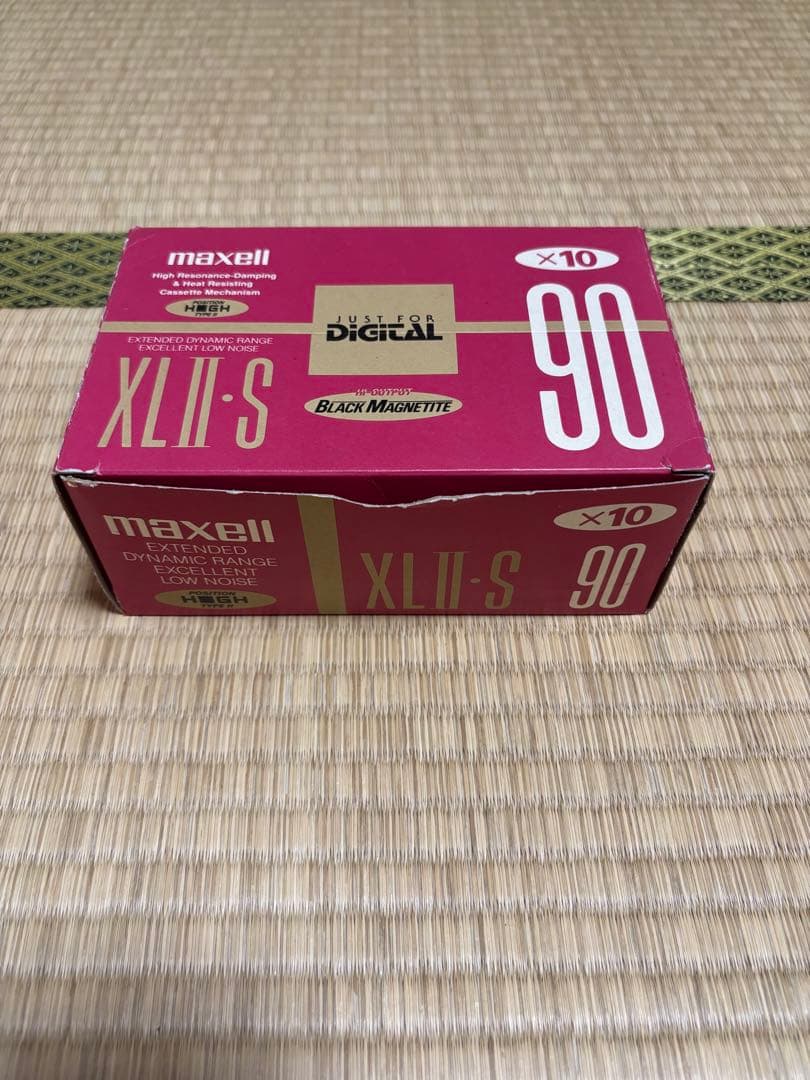 maxell
High Resonance-Damping
& Heat Resisting
Cassette Mechanism
POSITION
HIGH
TYPE II
EXTENDED DYNAMIC RANGE
EXCELLENT LOW NOISE
XLII·S
JUST FOR
DIGITAL
HI-OUTPUT
BLACK MAGNETITE
×10
90
maxell
EXTENDED
DYNAMIC RANGE
EXCELLENT
LOW NOISE
POSITION
HIGH
TYPE II
XLII·S
×10
90